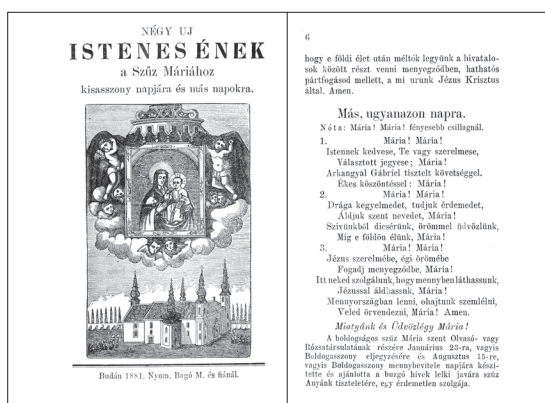 NÉGY UJ
ISTENES ÉNEK
a Szűz Máriához
kisasszony napjára és más napokra.
Budán 1881. Nyom. Bagó M. és fiánál.
6
hogy e földi élet után méltók legyünk a hivatalo-
sok között részt venni menyegződben, hathatós
pártfogásod mellett, a mi urunk Jézus Krisztus
által. Amen.
Más, ugyanazon napra.
Nóta: Mária! Mária! fényesebb csillagnál.
1. Mária! Mária!
Istennek kedvese, Te vagy szerelmese,
Választott jegyese; Mária!
Arkangyal Gábriel tisztelt követséggel.
Ékes köszöntéssel: Mária!
2. Mária! Mária!
Drága kegyelmedet, tudjuk érdemedet,
Áldjuk szent nevedet, Mária!
Szivünkből dicsérünk, örömmel üdvözlünk,
Mig e földön élünk, Mária!
3. Mária! Mária!
Jézus szerelmébe, égi örömébe
Fogadj menyegződbe, Mária!
Itt neked szolgálunk, hogy mennyben láthassunk,
Jézussal áldhassuk, Mária!
Mennyországban lenni, ohajtunk szemlélni,
Veled örvendezni, Mária! Amen.
Miatyánk és Üdvözlégy Mária!
A boldogságos szűz Mária szent Olvasó- vagy
Rózsatársulatának részére Januárius 23-ra, vagyis
Boldogasszony eljegyzésére és Augustus 15-re,
vagyis Boldogasszony mennybevitele napjára készi-
tette és ajánlotta a buzgó hivek lelki javára szűz
Anyánk tiszteletére, egy érdemetlen szolgája.